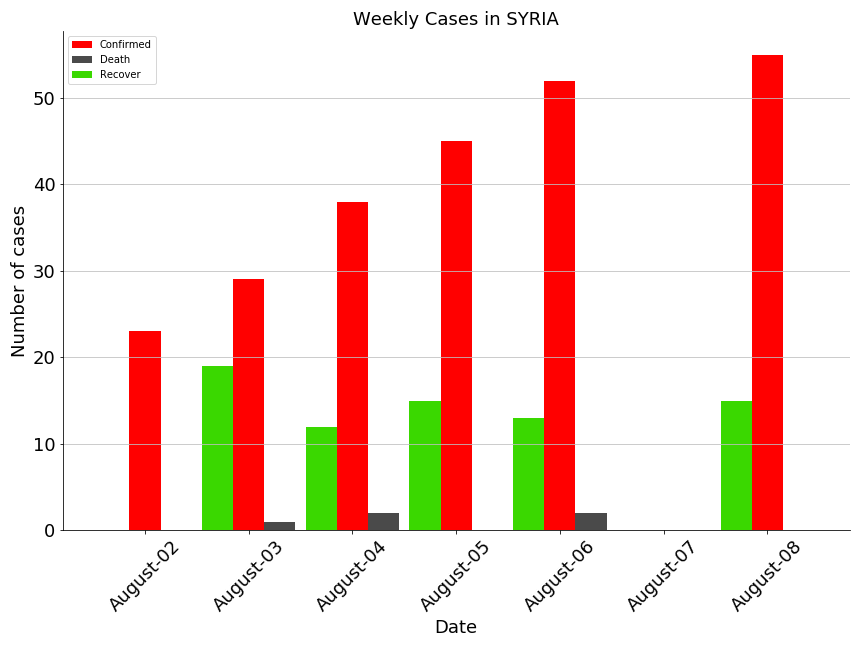 Weekly Cases in SYRIA
Confirmed
Death
Recover
Number of cases
50
40
30
20
10
0
August-02
August-03
August-04
August-05
August-06
August-07
August-08
Date